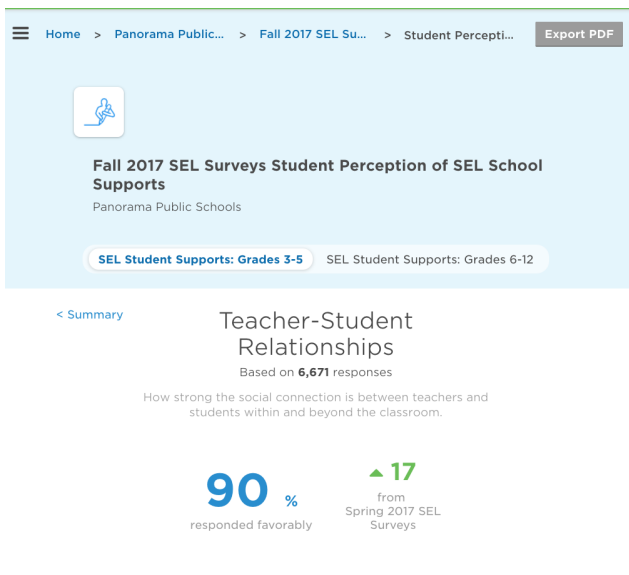 Home > Panorama Public... > Fall 2017 SEL Su... > Student Percepti... Export PDF
Fall 2017 SEL Surveys Student Perception of SEL School
Supports
Panorama Public Schools
SEL Student Supports: Grades 3-5 SEL Student Supports: Grades 6-12
< Summary
Teacher-Student
Relationships
Based on 6,671 responses
How strong the social connection is between teachers and
students within and beyond the classroom.
90 %
responded favorably
17
from
Spring 2017 SEL
Surveys